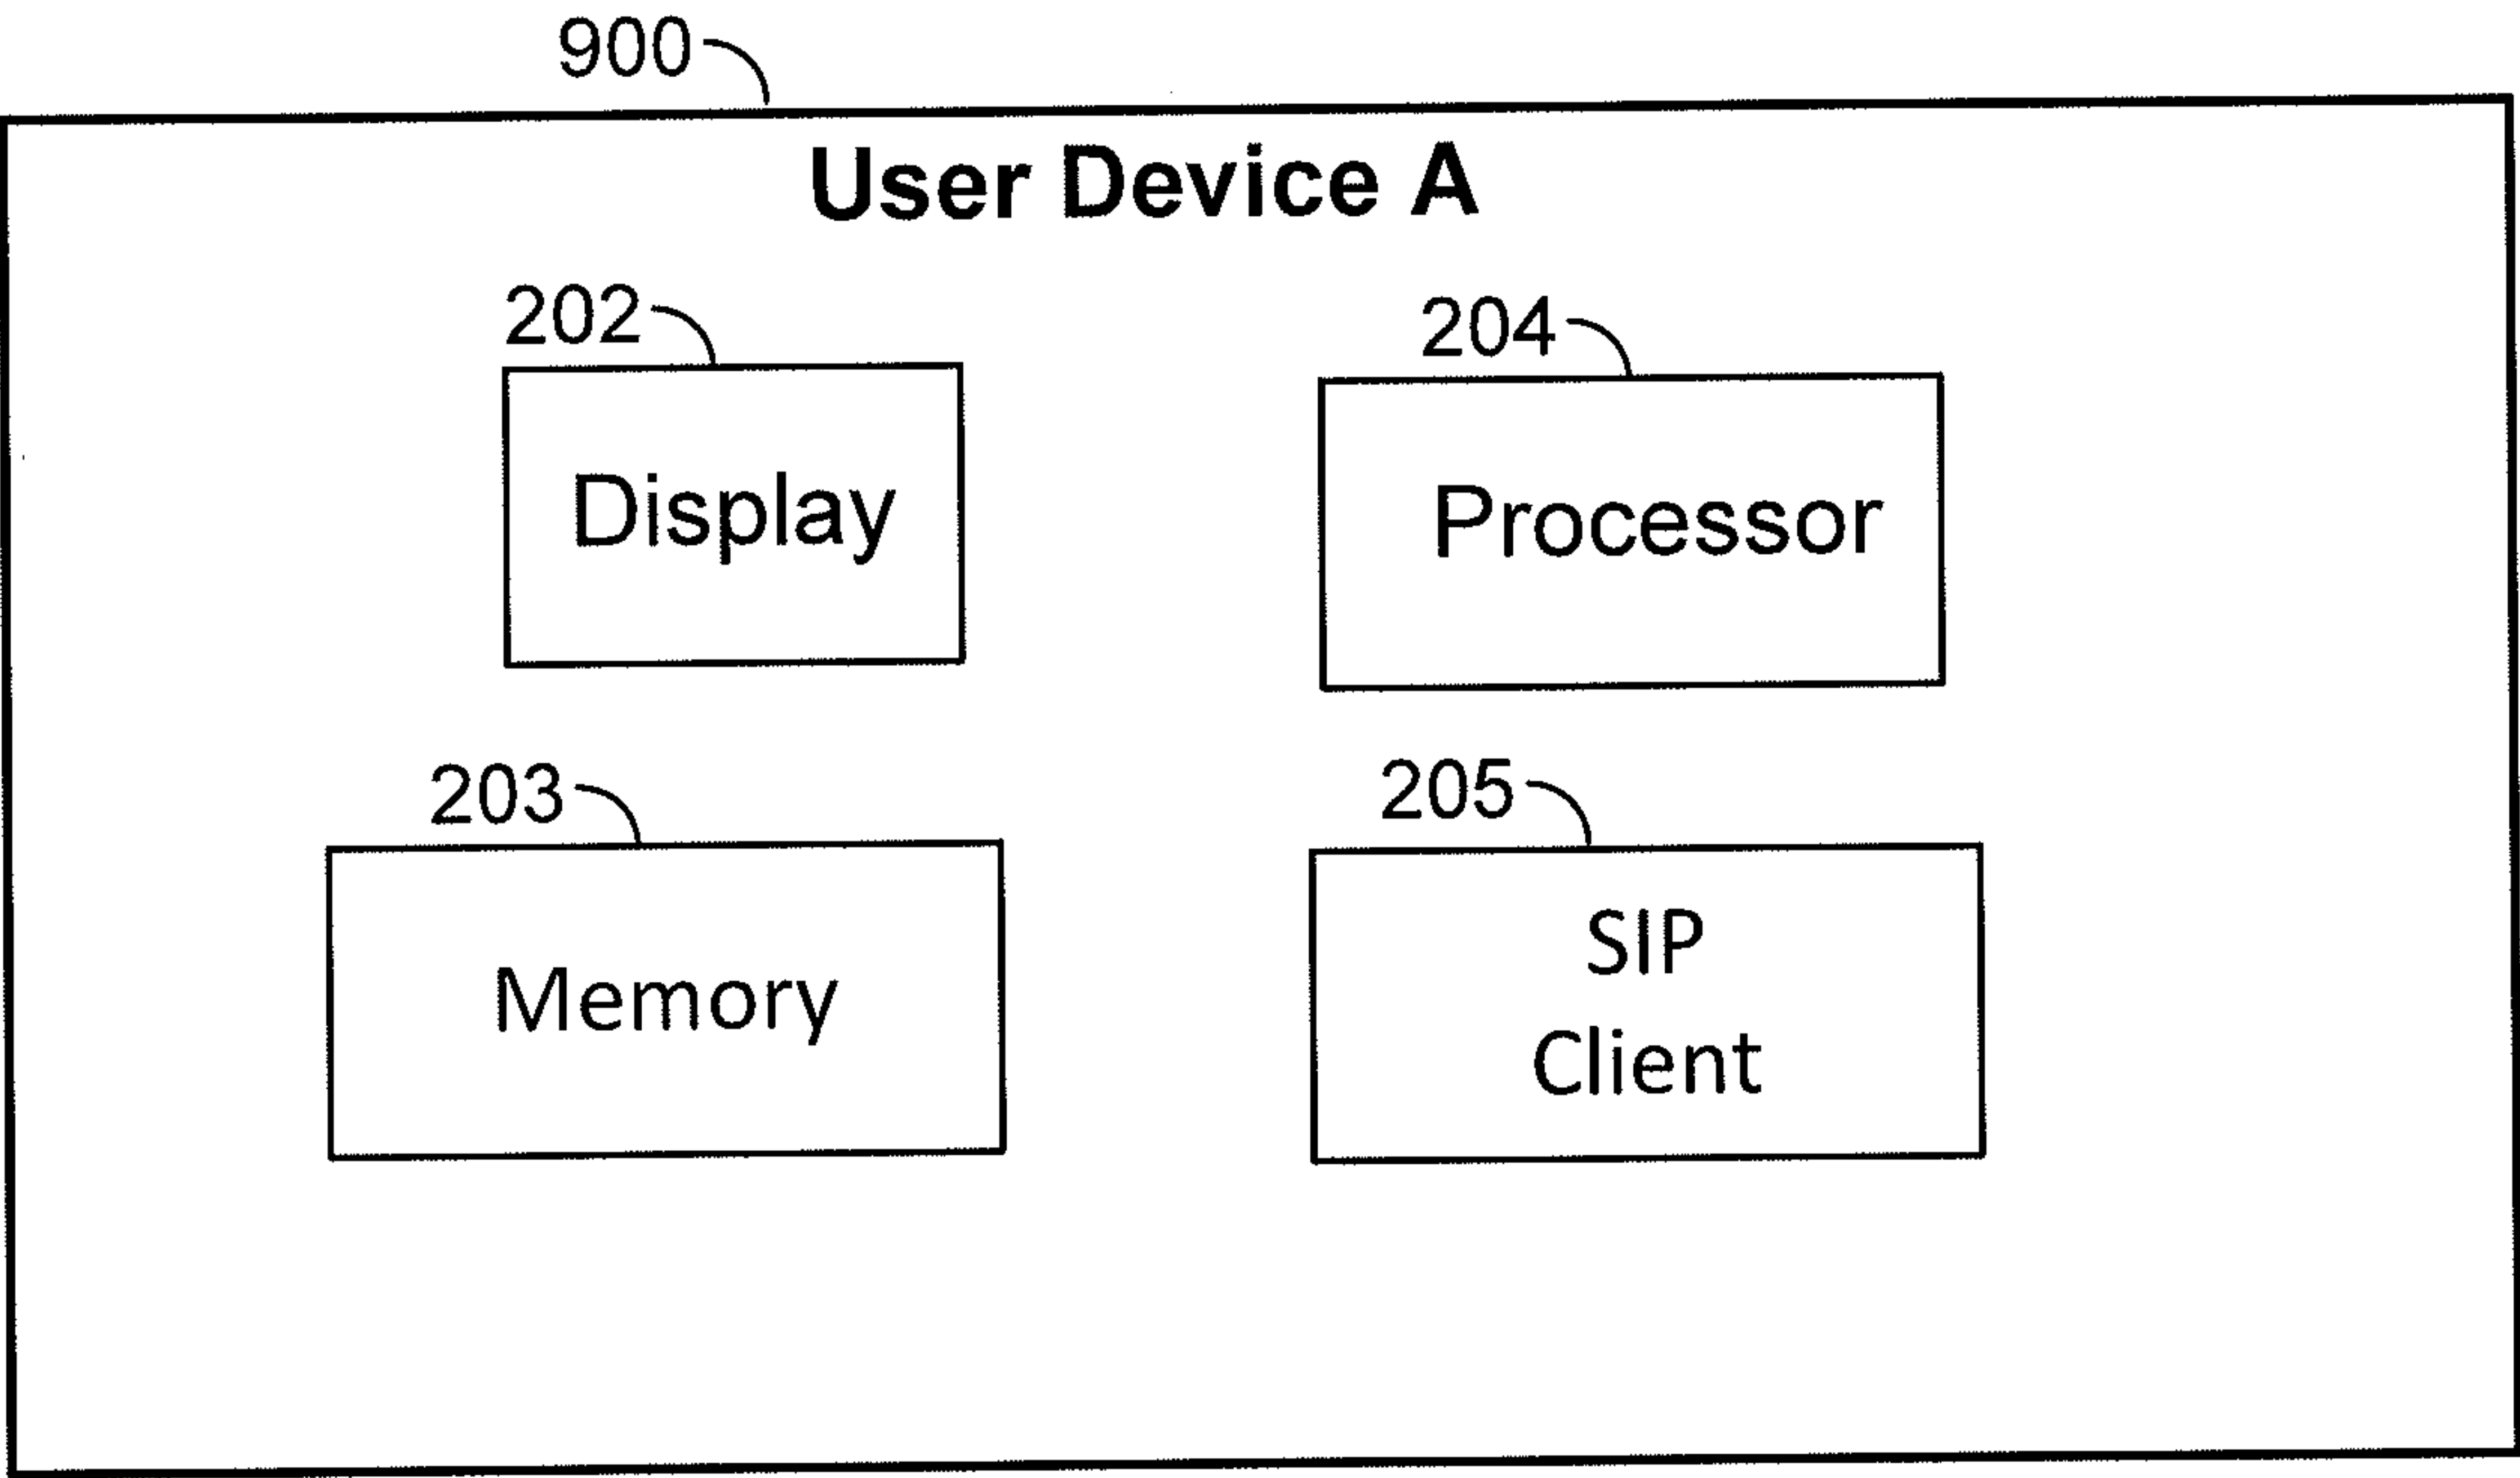 900
User Device A
202
204
Display
Processor
203
205
Memory
SIP
Client